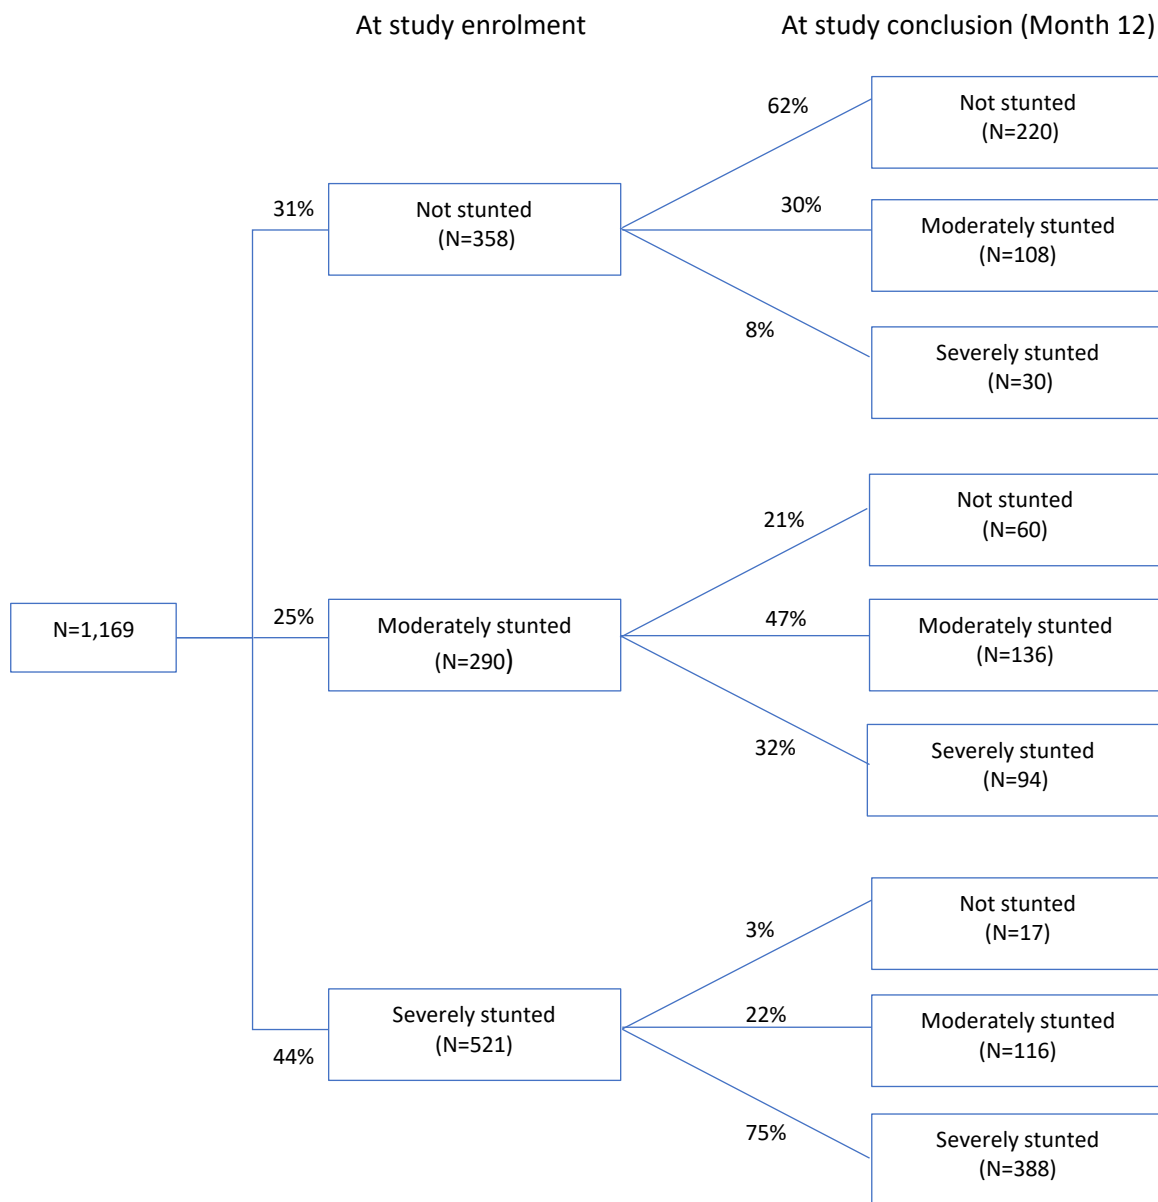 At study enrolment
At study conclusion (Month 12)
62%
Not stunted
(N=220)
31%
Not stunted
(N=358)
30%
Moderately stunted
(N=108)
8%
Severely stunted
(N=30)
21%
Not stunted
(N=60)
N=1,169
25%
Moderately stunted
(N=290)
47%
Moderately stunted
(N=136)
32%
Severely stunted
(N=94)
3%
Not stunted
(N=17)
44%
Severely stunted
(N=521)
22%
Moderately stunted
(N=116)
75%
Severely stunted
(N=388)